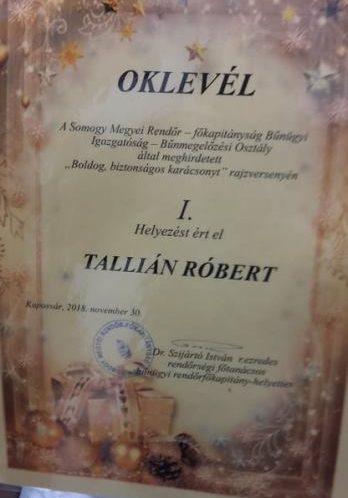 OKLEVÉL
A Somogy Megyei Rendőr – főkapitányság Bűnügyi
Igazgatóság – Bűnmegelőzési Osztály
által meghirdetett
„Boldog, biztonságos karácsonyt” rajzversenyén
I.
Helyezést ért el
TALLIÁN RÓBERT
Kaposvár, 2018. november 30.
Dr. Szijártó István r.ezredes
rendőrségi főtanácsos
bűnügyi rendőrfőkapitány-helyettes